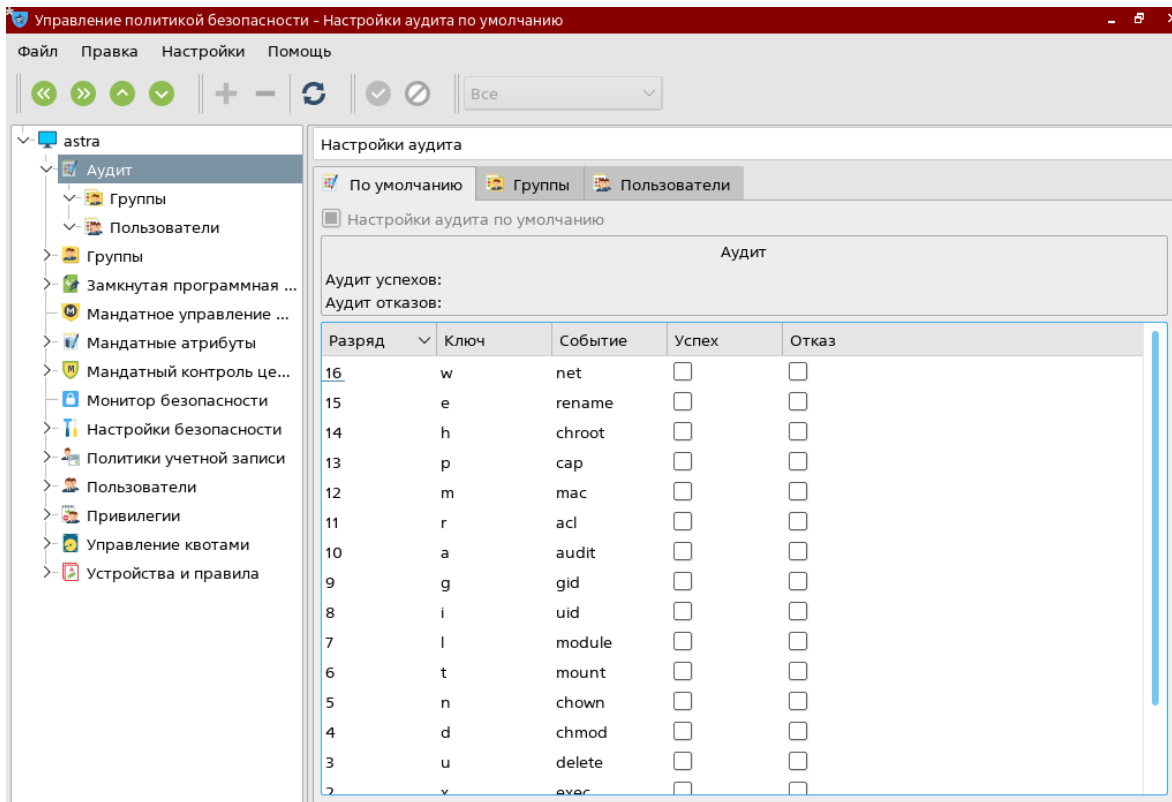 Управление политикой безопасности - Настройки аудита по умолчанию
Файл Правка Настройки Помощь
Все
astra
Аудит
Группы
Пользователи
Группы
Замкнутая программная ...
Мандатное управление ...
Мандатные атрибуты
Мандатный контроль це...
Монитор безопасности
Настройки безопасности
Политики учетной записи
Пользователи
Привилегии
Управление квотами
Устройства и правила
Настройки аудита
По умолчанию Группы Пользователи
Настройки аудита по умолчанию
Аудит
Аудит успехов:
Аудит отказов:
Разряд Ключ Событие Успех Отказ
16 w net
15 e rename
14 h chroot
13 p cap
12 m mac
11 r acl
10 a audit
9 g gid
8 i uid
7 l module
6 t mount
5 n chown
4 d chmod
3 u delete
2 x exec